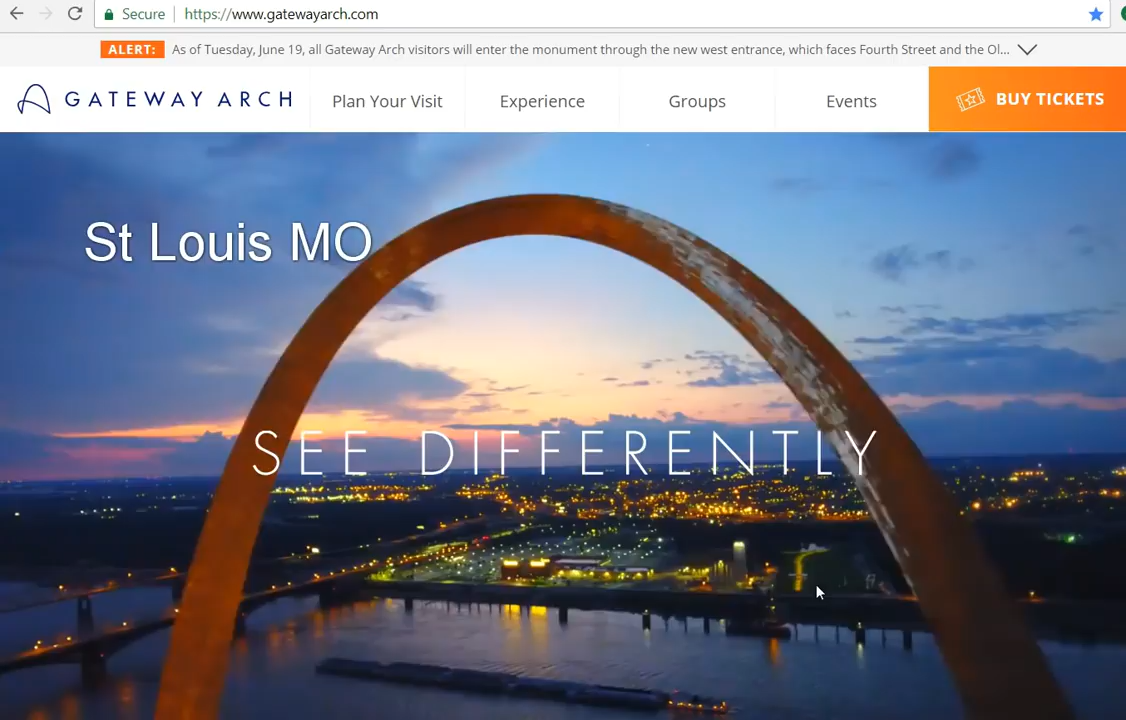 Secure https://www.gatewayarch.com
ALERT: As of Tuesday, June 19, all Gateway Arch visitors will enter the monument through the new west entrance, which faces Fourth Street and the Ol...
GATEWAY ARCH Plan Your Visit Experience Groups Events BUY TICKETS
St Louis MO
SEE DIFFERENTLY